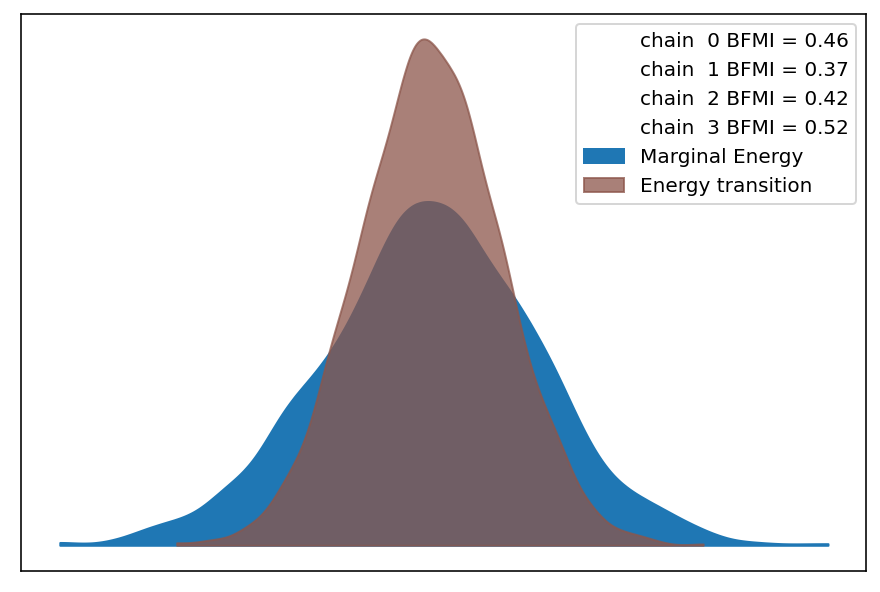 chain  0 BFMI = 0.46
chain  1 BFMI = 0.37
chain  2 BFMI = 0.42
chain  3 BFMI = 0.52
Marginal Energy
Energy transition